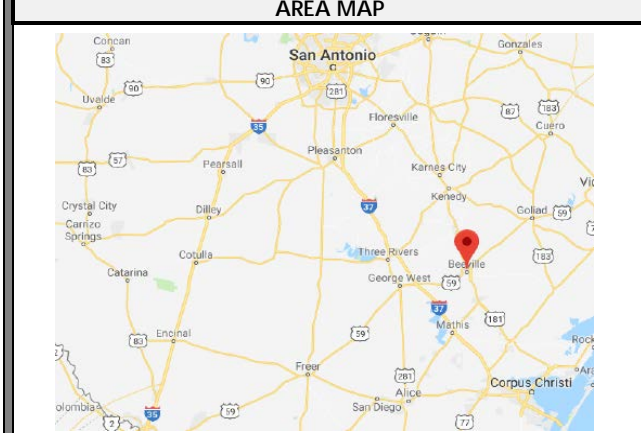 AREA MAP
Concan
San Antonio
Gonzales
83
90
90
281
Uvalde
87
183
35
Floresville
Cuero
Pleasanton
83
57
Pearsall
Karnes City
Kenedy
Crystal City
Dilley
37
Goliad
59
Carrizo
Springs
Cotulla
Three Rivers
Beeville
183
Catarina
George West
59
37
181
Mathis
83
Encinal
59
Freer
281
Corpus Christi
Alice
San Diego
35
59
77